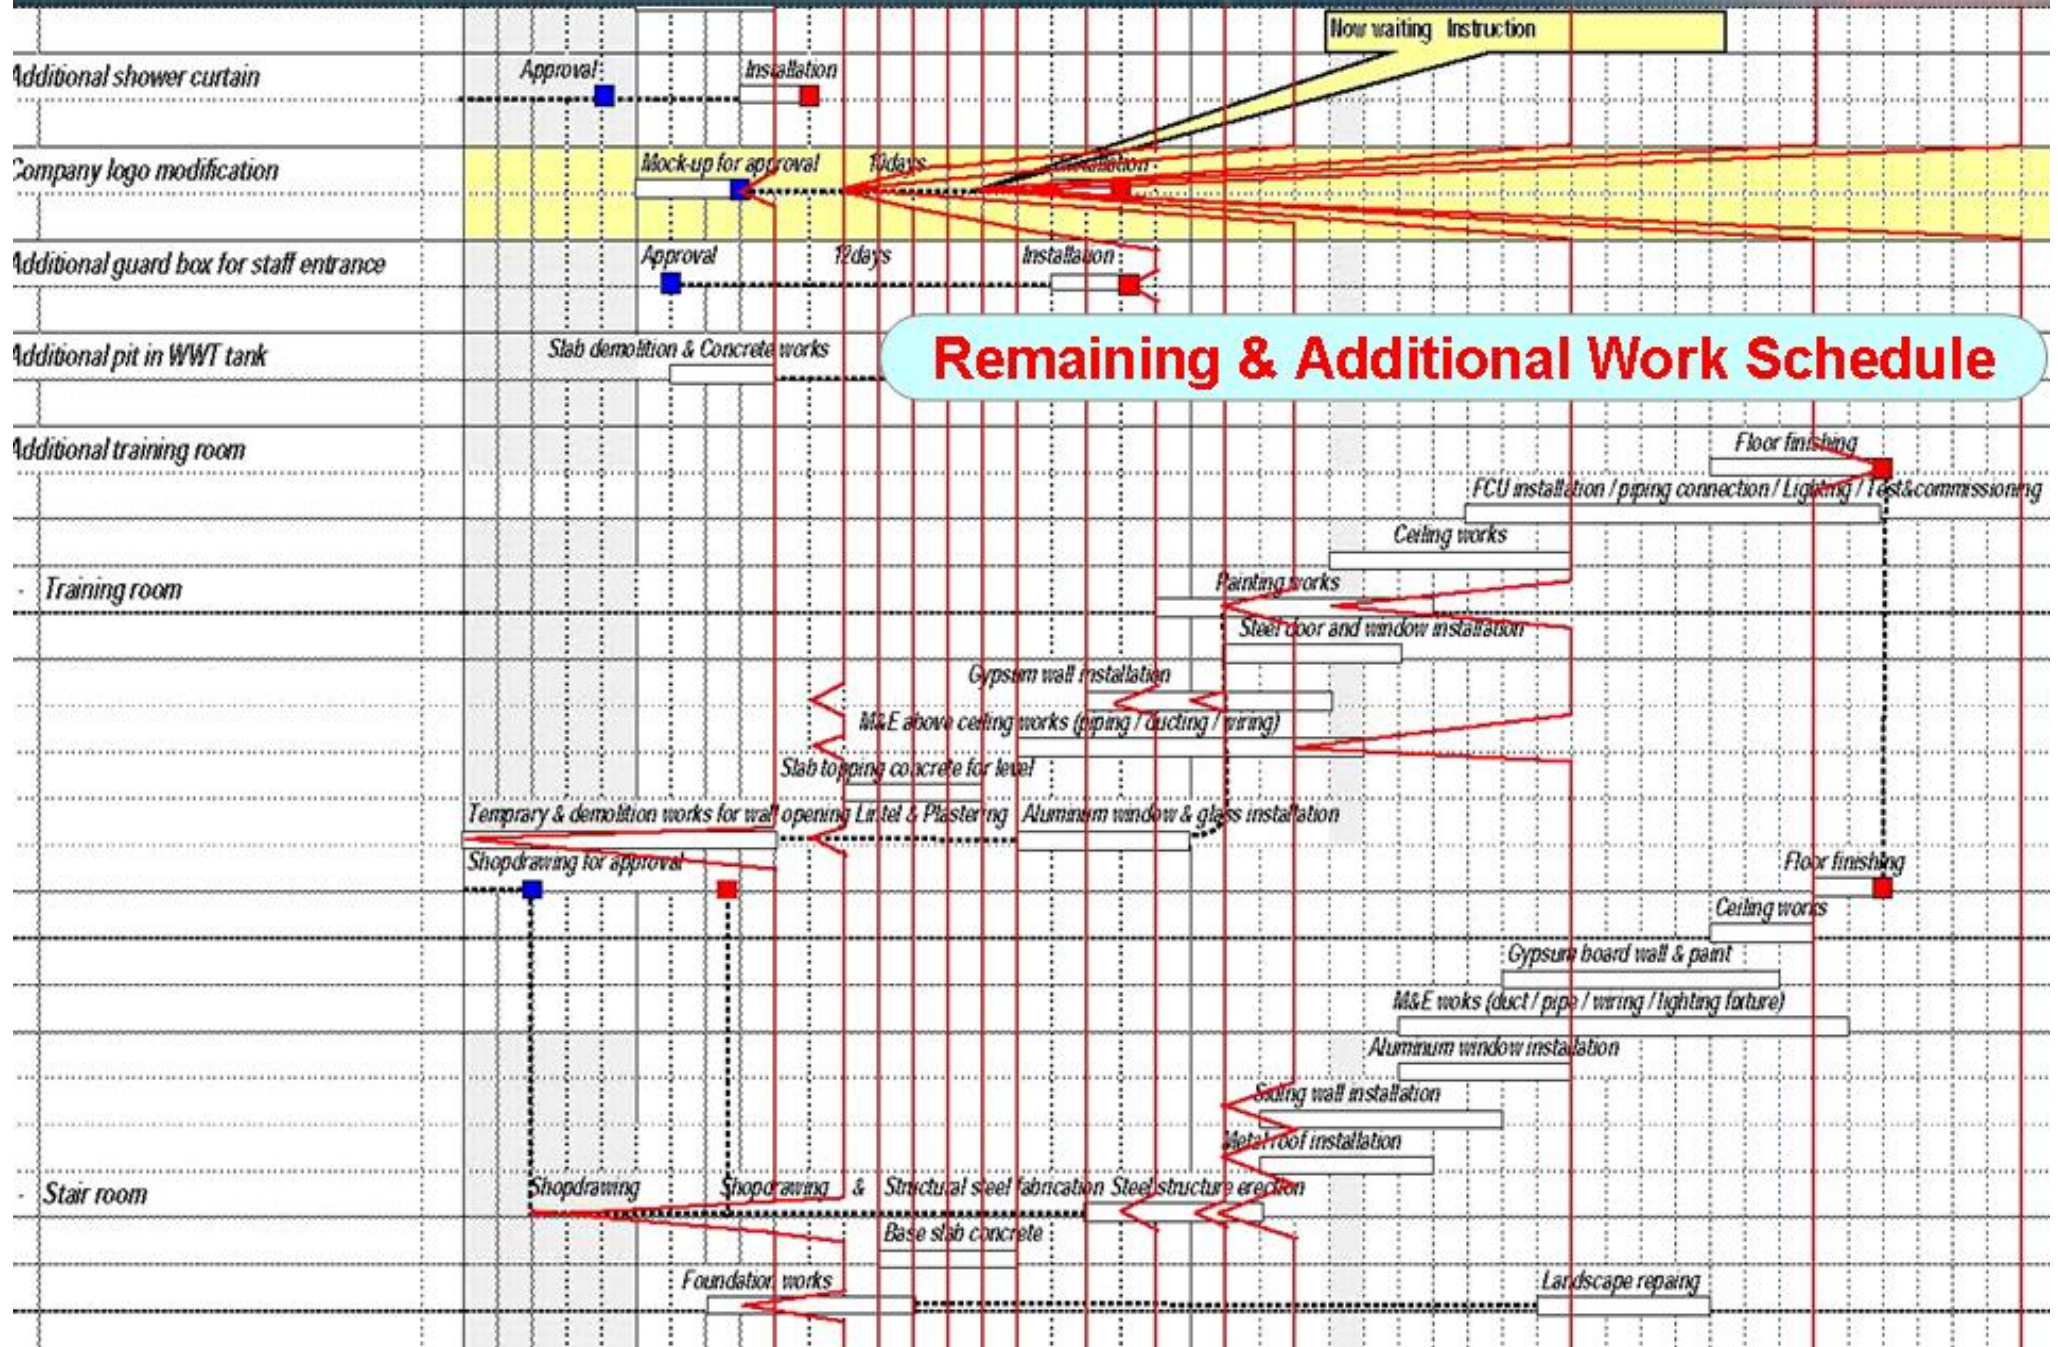 Now waiting Instruction
Additional shower curtain
Approval
Installation
Company logo modification
Mock-up for approval
10days
Installation
Additional guard box for staff entrance
Approval
12days
Installation
Additional pit in WWT tank
Slab demolition & Concrete works
Remaining & Additional Work Schedule
Additional training room
Floor finishing
FCU installation / piping connection / Lighting / Test&commissioning
Ceiling works
- Training room
Painting works
Steel door and window installation
Gypsum wall installation
M&E above ceiling works (piping / ducting / wiring)
Slab topping concrete for level
Temprary & demolition works for wall opening Lintel & Plastering
Aluminum window & glass installation
Shopdrawing for approval
Floor finishing
Ceiling works
Gypsum board wall & paint
M&E woks (duct / pipe / wiring / lighting fixture)
Aluminum window installation
Siding wall installation
Metal roof installation
- Stair room
Shopdrawing
Shopdrawing & Structural steel fabrication
Steel structure erection
Base slab concrete
Foundation works
Landscape repaing